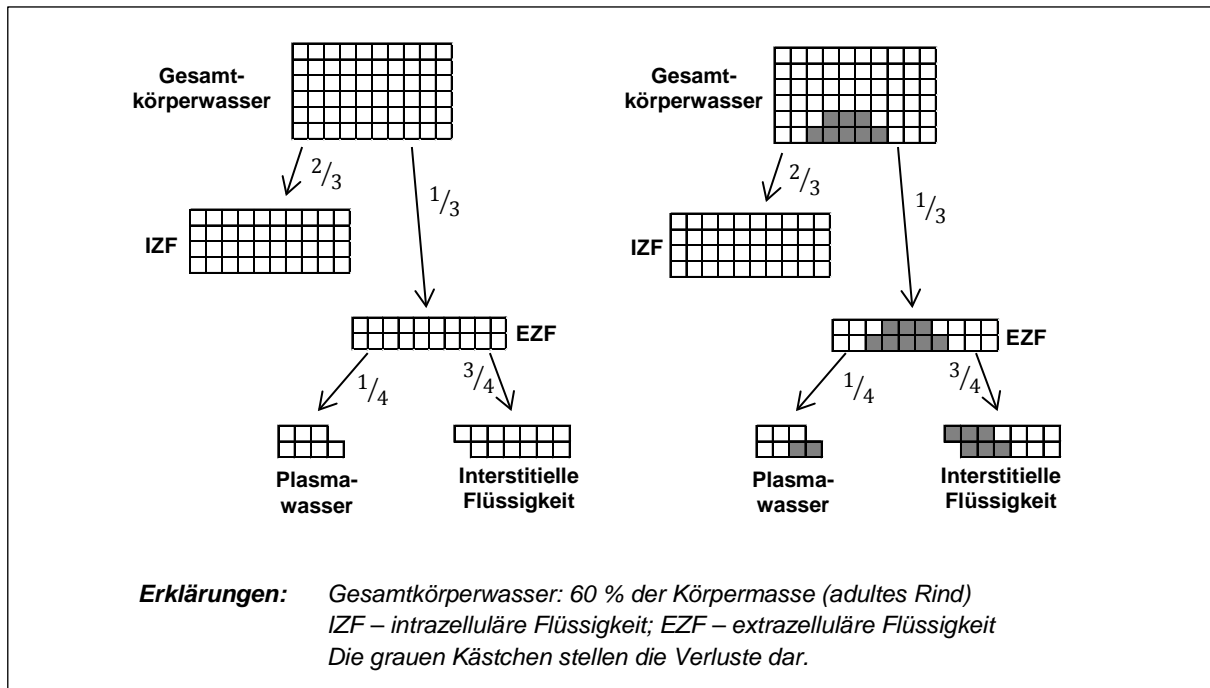 Gesamt-
körperwasser
2/3
1/3
IZF
EZF
1/4
3/4
Plasma-
wasser
Interstitielle
Flüssigkeit
Gesamt-
körperwasser
2/3
1/3
IZF
EZF
1/4
3/4
Plasma-
wasser
Interstitielle
Flüssigkeit
Erklärungen: Gesamtkörperwasser: 60 % der Körpermasse (adultes Rind)
IZF – intrazelluläre Flüssigkeit; EZF – extrazelluläre Flüssigkeit
Die grauen Kästchen stellen die Verluste dar.